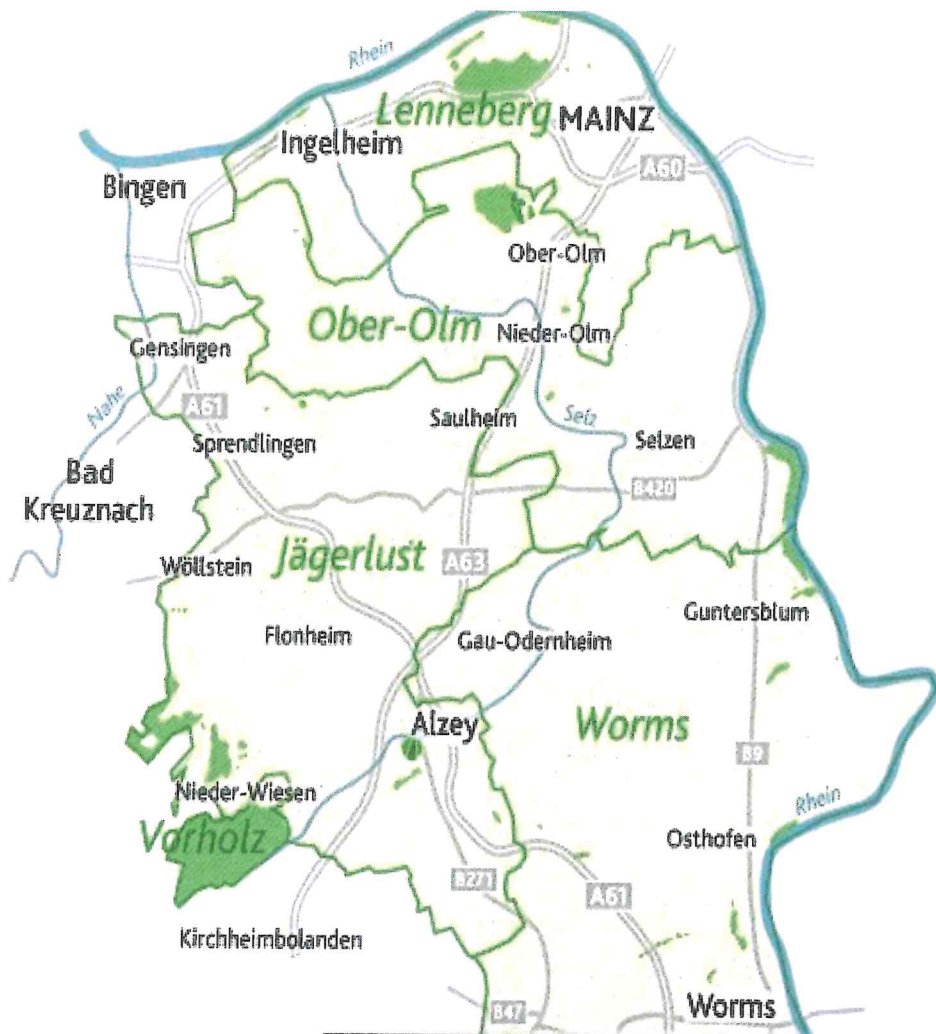 Rhein
Lenneberg
MAINZ
Ingelheim
A60
Bingen
Ober-Olm
Ober-Olm
Nieder-Olm
Gensingen
Nahe
A61
Saulheim
Selz
Selzen
Sprendlingen
Bad
Kreuznach
B420
Jägerlust
A63
Wöllstein
Guntersblum
Flonheim
Gau-Odernheim
Alzey
Worms
B9
Nieder-Wiesen
Rhein
Vorholz
Osthofen
B271
A61
Kirchheimbolanden
Worms
B47